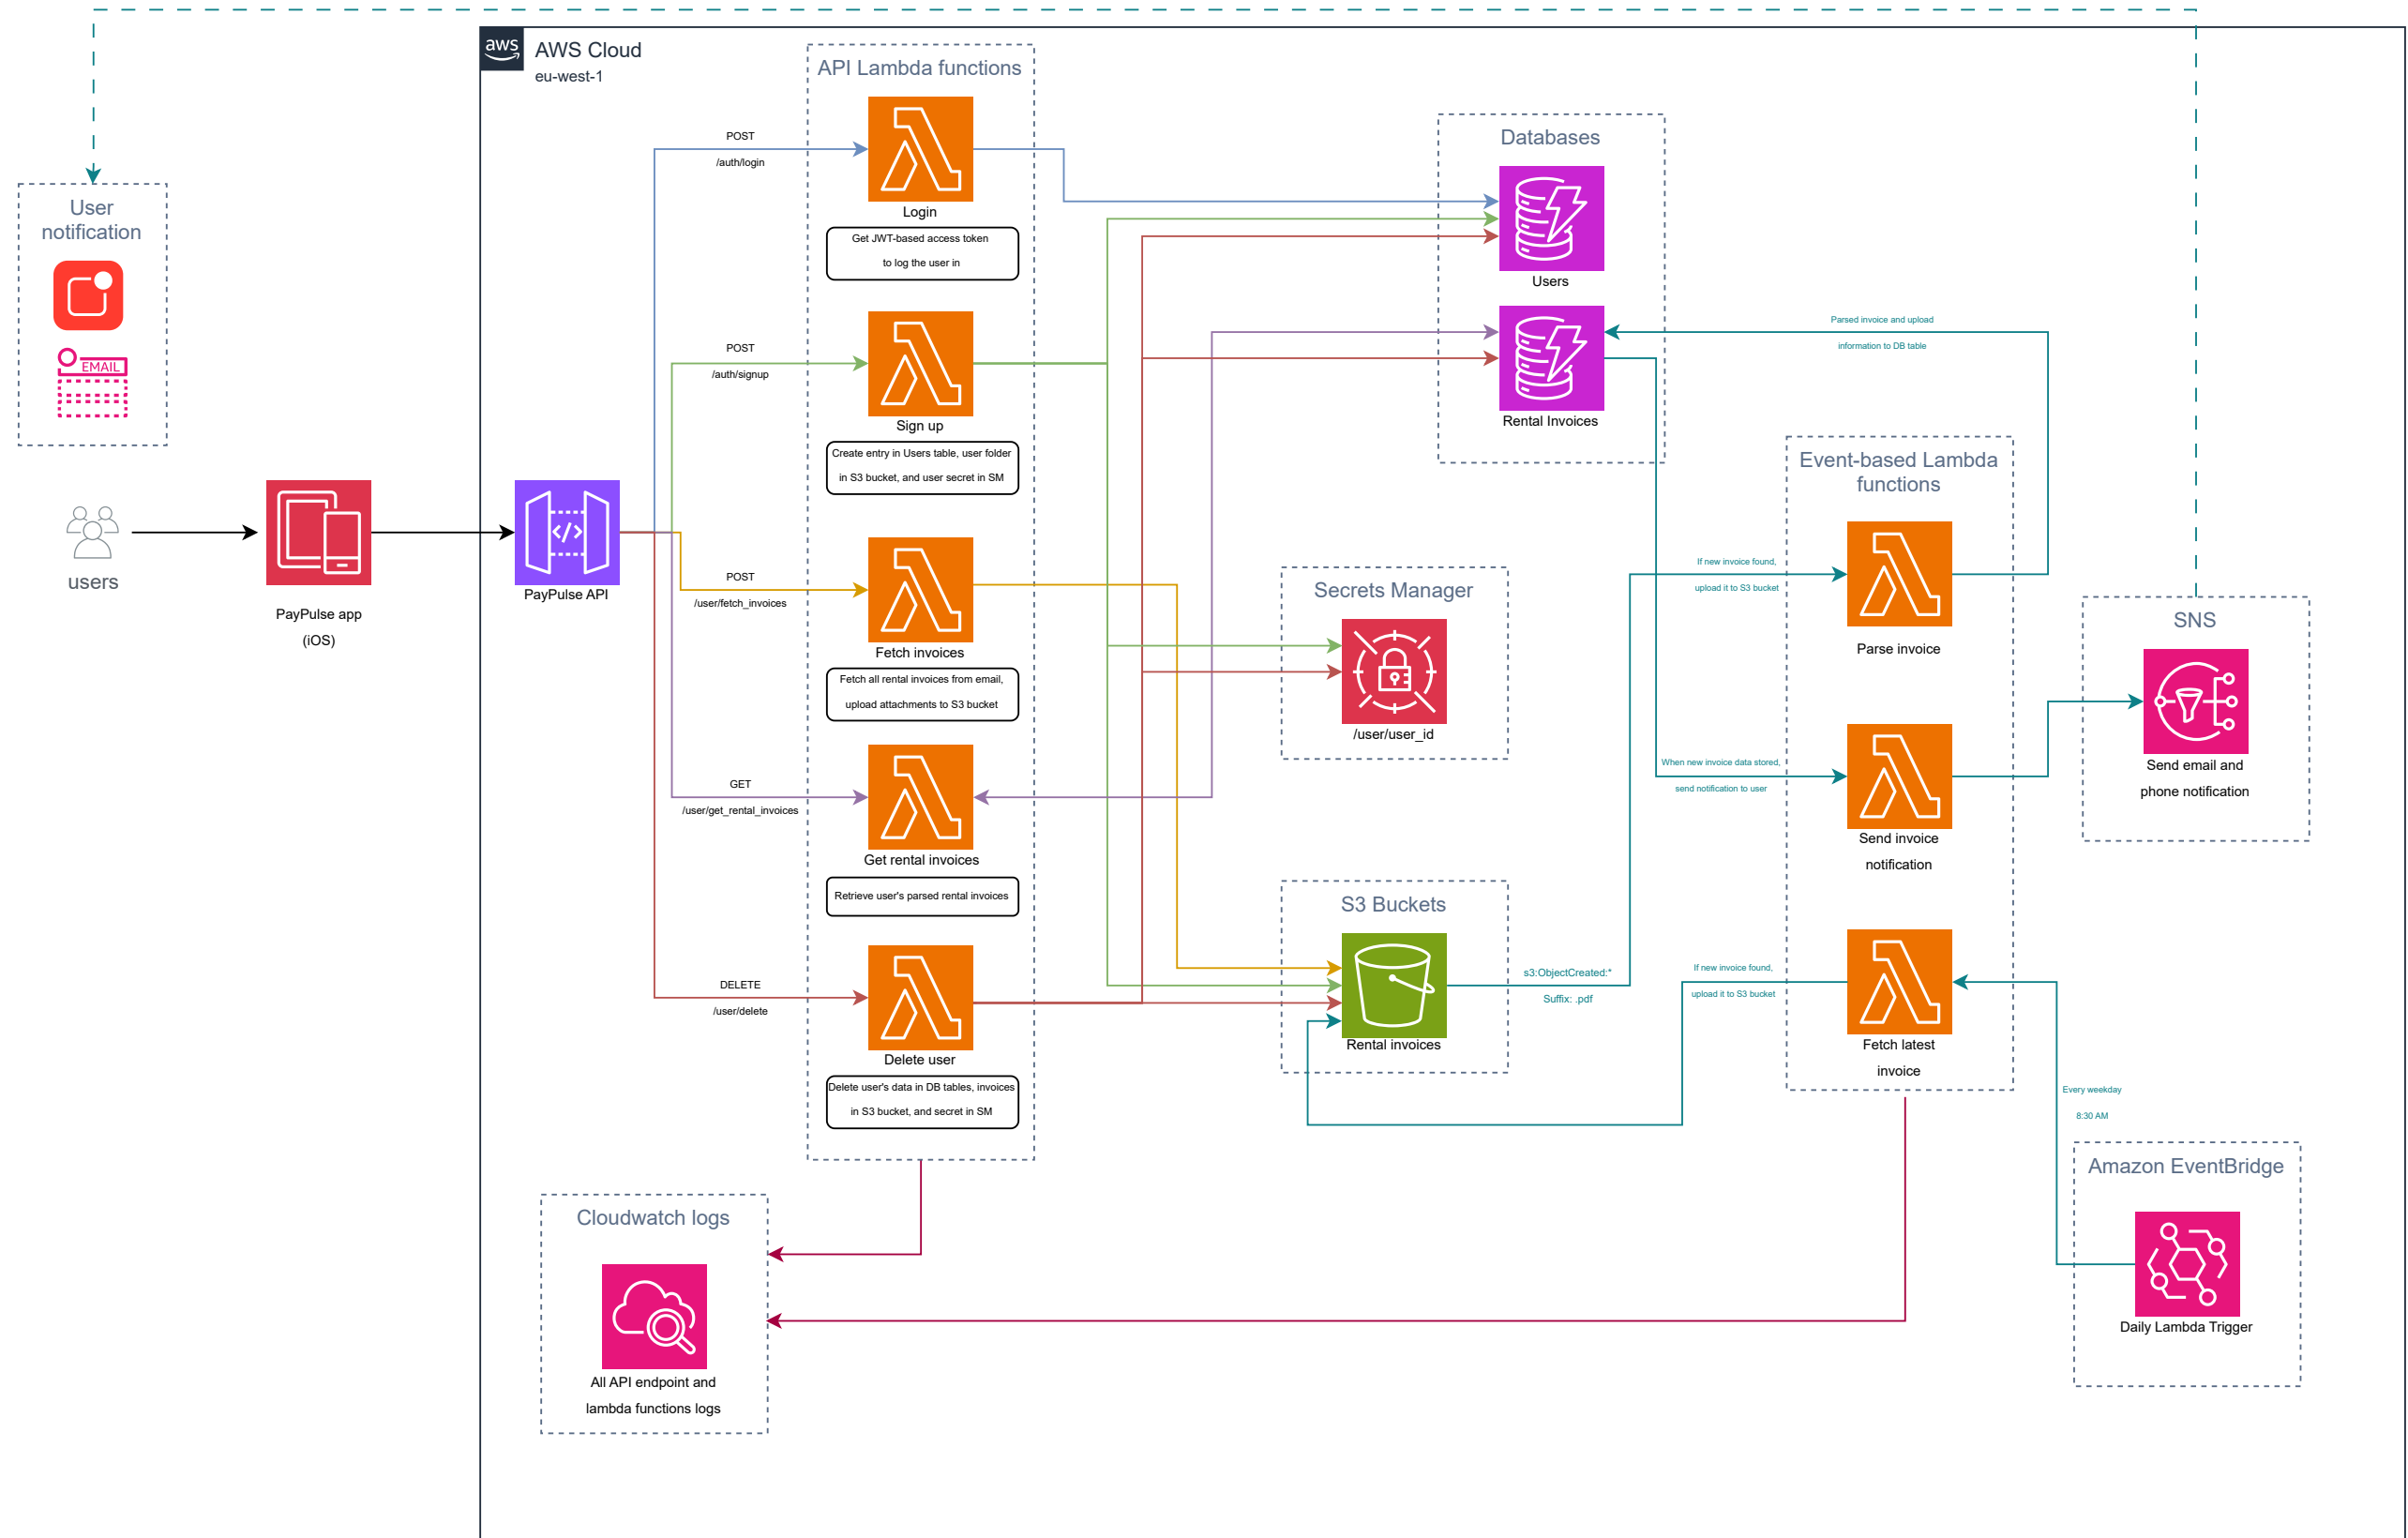 aws
AWS Cloud
eu-west-1
User
notification
EMAIL
users
PayPulse app
(iOS)
PayPulse API
POST
/auth/login
POST
/auth/signup
POST
/user/fetch_invoices
GET
/user/get_rental_invoices
DELETE
/user/delete
API Lambda functions
Login
Get JWT-based access token
to log the user in
Sign up
Create entry in Users table, user folder
in S3 bucket, and user secret in SM
Fetch invoices
Fetch all rental invoices from email,
upload attachments to S3 bucket
Get rental invoices
Retrieve user's parsed rental invoices
Delete user
Delete user's data in DB tables, invoices
in S3 bucket, and secret in SM
Databases
Users
Rental Invoices
Secrets Manager
/user/user_id
S3 Buckets
Rental invoices
s3:ObjectCreated:*
Suffix: .pdf
Parsed invoice and upload
information to DB table
If new invoice found,
upload it to S3 bucket
When new invoice data stored,
send notification to user
If new invoice found,
upload it to S3 bucket
Event-based Lambda
functions
Parse invoice
Send invoice
notification
Fetch latest
invoice
SNS
Send email and
phone notification
Every weekday
8:30 AM
Amazon EventBridge
Daily Lambda Trigger
Cloudwatch logs
All API endpoint and
lambda functions logs